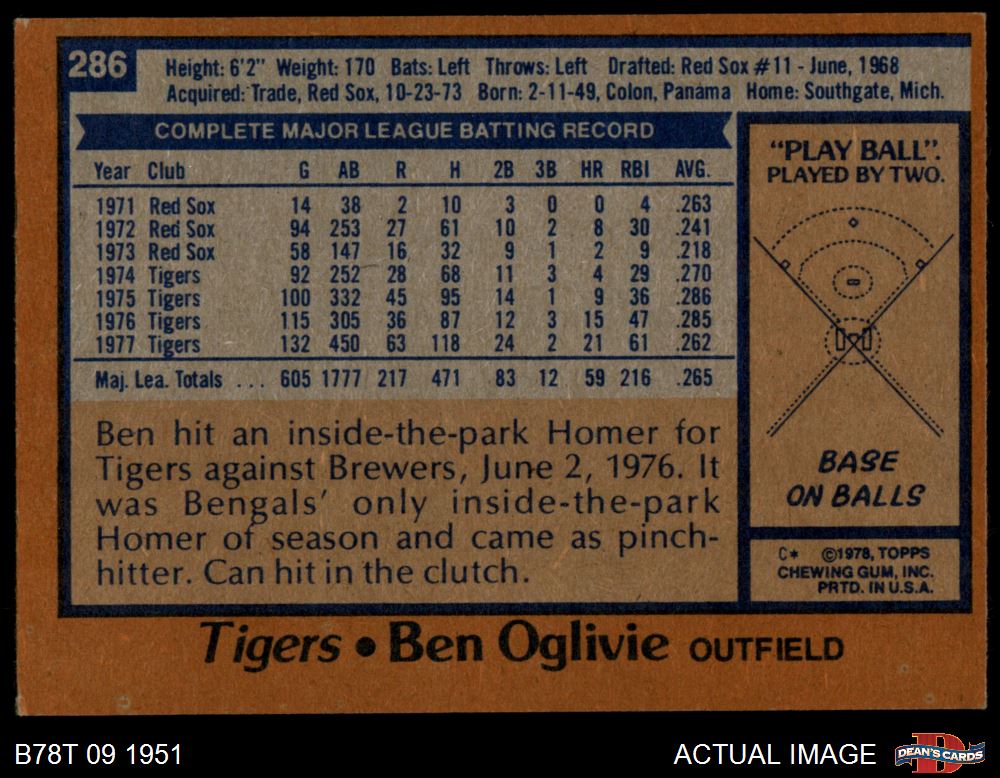 286
Height: 6'2" Weight: 170 Bats: Left Throws: Left Drafted: Red Sox #11 - June, 1968
Acquired: Trade, Red Sox, 10-23-73 Born: 2-11-49, Colon, Panama Home: Southgate, Mich.
COMPLETE MAJOR LEAGUE BATTING RECORD
Year Club G AB R H 2B 3B HR RBI AVG.
1971 Red Sox 14 38 2 10 3 0 0 4 .263
1972 Red Sox 94 253 27 61 10 2 8 30 .241
1973 Red Sox 58 147 16 32 9 1 2 9 .218
1974 Tigers 92 252 28 68 11 3 4 29 .270
1975 Tigers 100 332 45 95 14 1 9 36 .286
1976 Tigers 115 305 36 87 12 3 15 47 .285
1977 Tigers 132 450 63 118 24 2 21 61 .262
Maj. Lea. Totals ... 605 1777 217 471 83 12 59 216 .265
Ben hit an inside-the-park Homer for
Tigers against Brewers, June 2, 1976. It
was Bengals' only inside-the-park
Homer of season and came as pinch-
hitter. Can hit in the clutch.
"PLAY BALL".
PLAYED BY TWO.
BASE
ON BALLS
C* ©1978, TOPPS
CHEWING GUM, INC.
PRTD. IN U.S.A.
Tigers • Ben Oglivie OUTFIELD
B78T 09 1951
ACTUAL IMAGE
DEAN'S CARDS